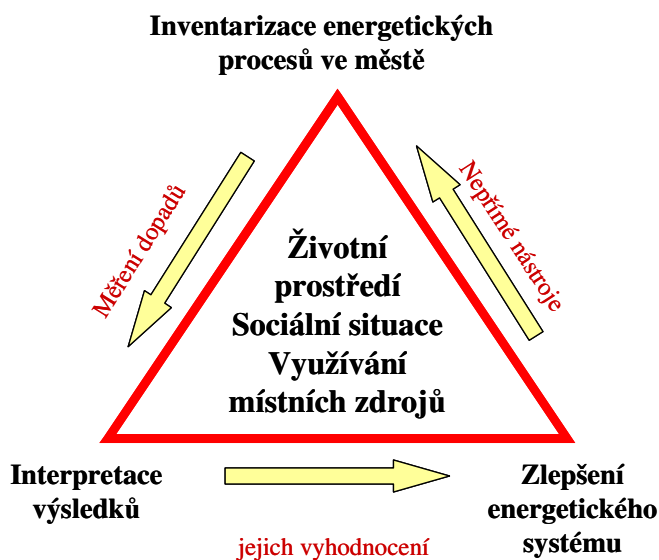 Inventarizace energetických
procesů ve městě
Měření dopadů
Nepřímé nástroje
Životní
prostředí
Sociální situace
Využívání
místních zdrojů
Interpretace
výsledků
Zlepšení
energetického
systému
jejich vyhodnocení